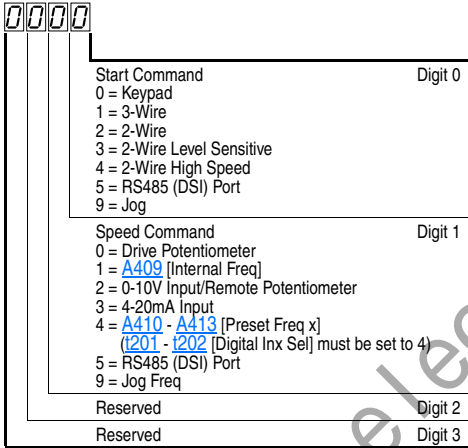 0000
Start Command Digit 0
0 = Keypad
1 = 3-Wire
2 = 2-Wire
3 = 2-Wire Level Sensitive
4 = 2-Wire High Speed
5 = RS485 (DSI) Port
9 = Jog
Speed Command Digit 1
0 = Drive Potentiometer
1 = A409 [Internal Freq]
2 = 0-10V Input/Remote Potentiometer
3 = 4-20mA Input
4 = A410 - A413 [Preset Freq x]
(t201 - t202 [Digital Inx Sel] must be set to 4)
5 = RS485 (DSI) Port
9 = Jog Freq
Reserved Digit 2
Reserved Digit 3